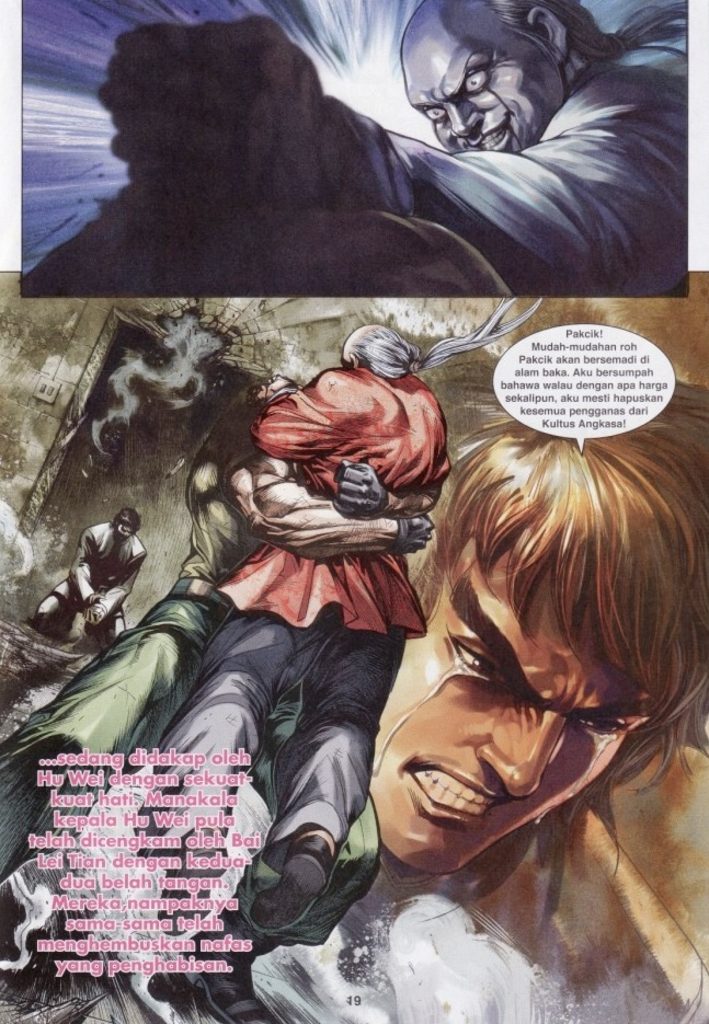 Pakcik!
Mudah-mudahan roh
Pakcik akan bersemadi di
alam baka. Aku bersumpah
bahawa walau dengan apa harga
sekalipun, aku mesti hapuskan
kesemua pengganas dari
Kultus Angkasa!
...sedang didakap oleh
Hu Wei dengan sekuat-
kuat hati. Manakala
kepala Hu Wei pula
telah dicengkam oleh Bai
Lei Tian dengan kedua-
dua belah tangan.
Mereka nampaknya
sama-sama telah
menghembuskan nafas
yang penghabisan.
19